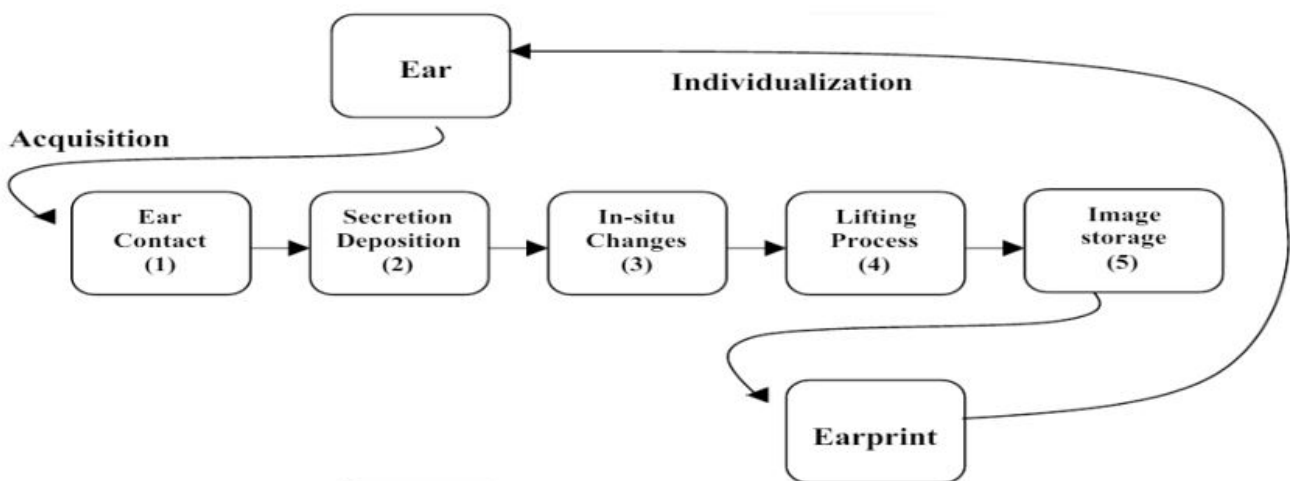 Ear
Individualization
Acquisition
Ear
Contact
(1)
Secretion
Deposition
(2)
In-situ
Changes
(3)
Lifting
Process
(4)
Image
storage
(5)
Earprint